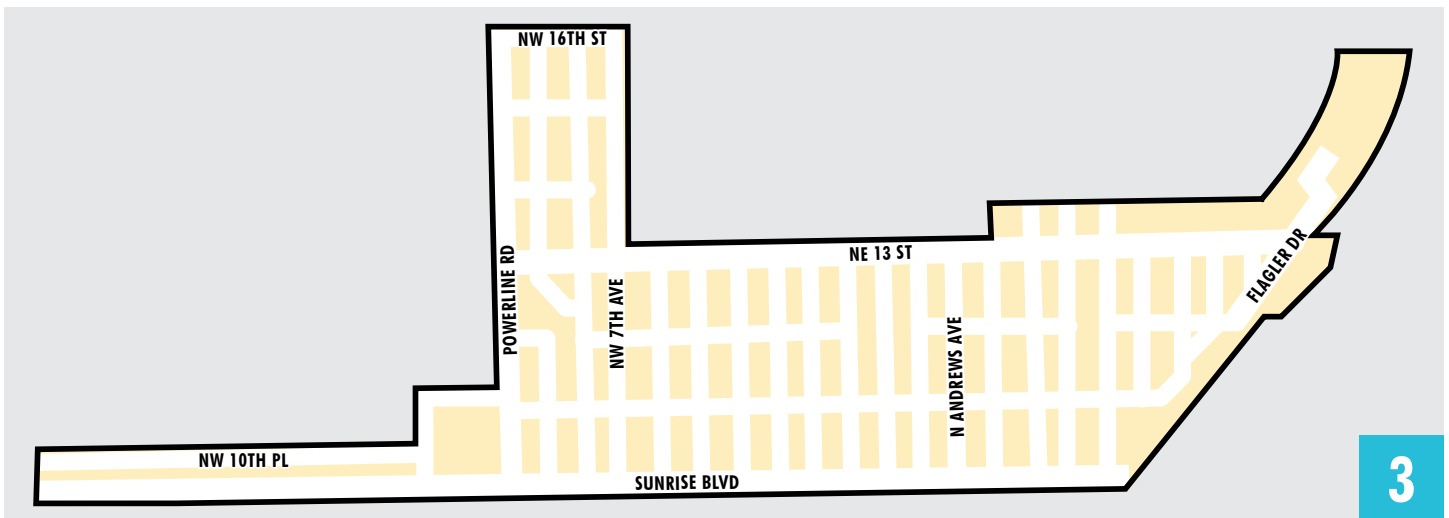 NW 16TH ST
POWERLINE RD
NW 7TH AVE
NE 13 ST
FLAGLER DR
N ANDREWS AVE
NW 10TH PL
SUNRISE BLVD
3